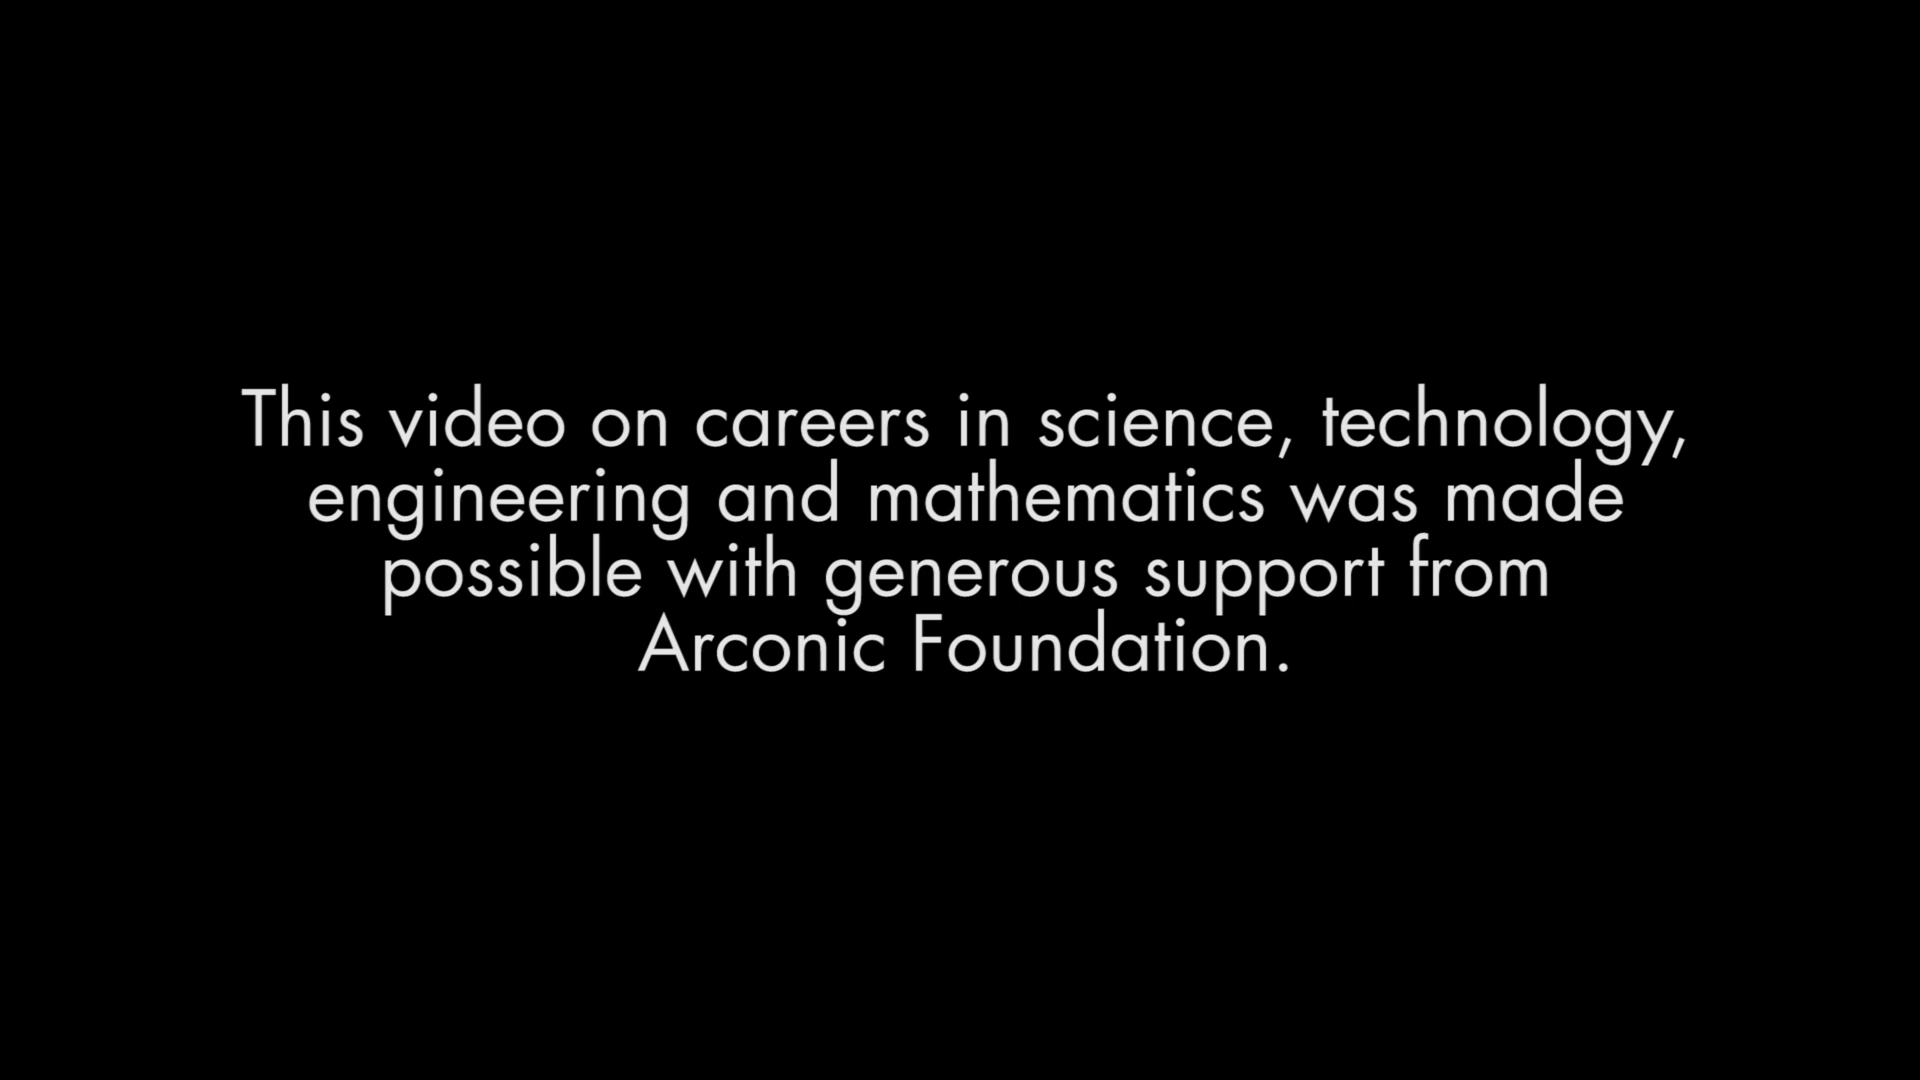 This video on careers in science, technology,
engineering and mathematics was made
possible with generous support from
Arconic Foundation.